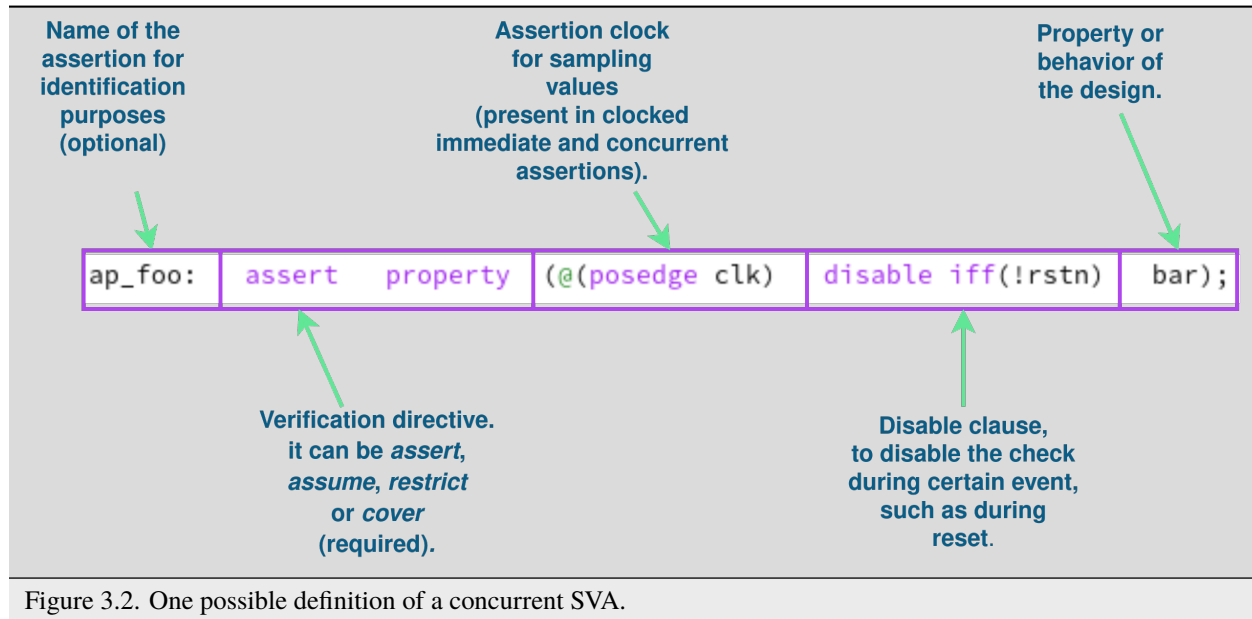 Name of the
assertion for
identification
purposes
(optional)
Assertion clock
for sampling
values
(present in clocked
immediate and concurrent
assertions).
Property or
behavior of
the design.
ap_foo: assert property (@(posedge clk) disable iff(!rstn) bar);
Verification directive.
it can be assert,
assume, restrict
or cover
(required).
Disable clause,
to disable the check
during certain event,
such as during
reset.
Figure 3.2. One possible definition of a concurrent SVA.